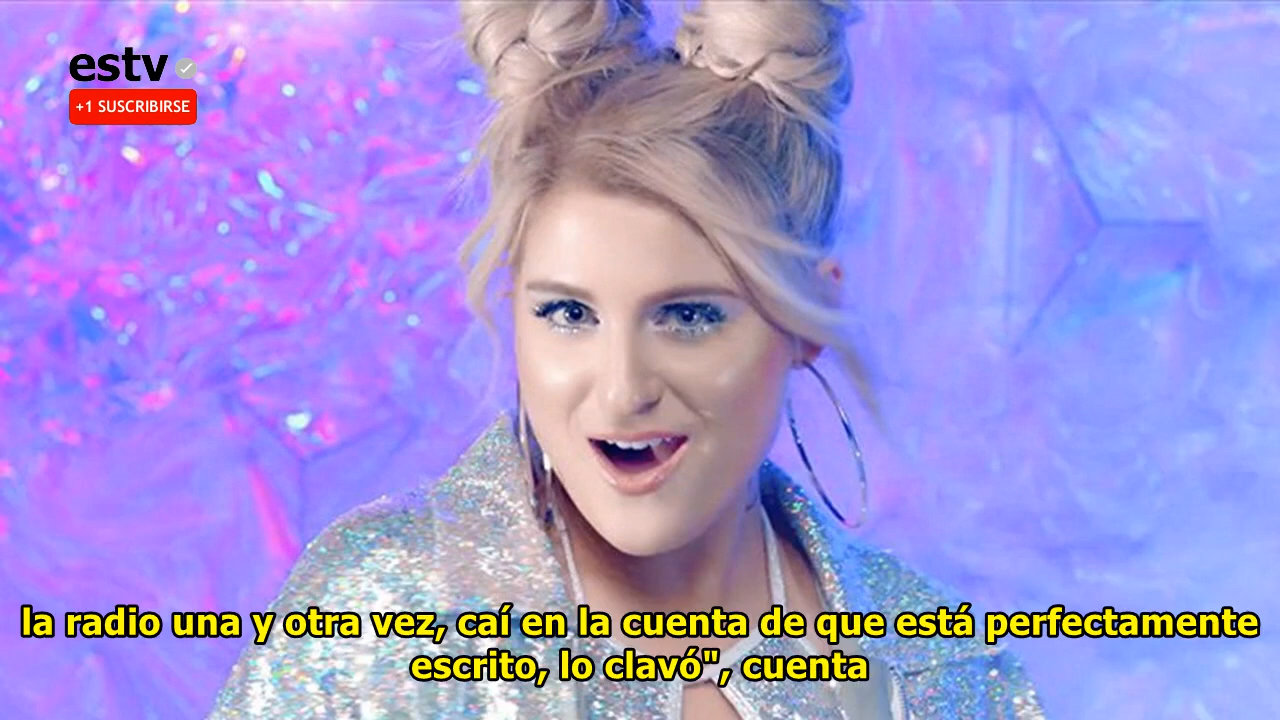 estv
+1 SUSCRIBIRSE
la radio una y otra vez, caí en la cuenta de que está perfectamente
escrito, lo clavó", cuenta